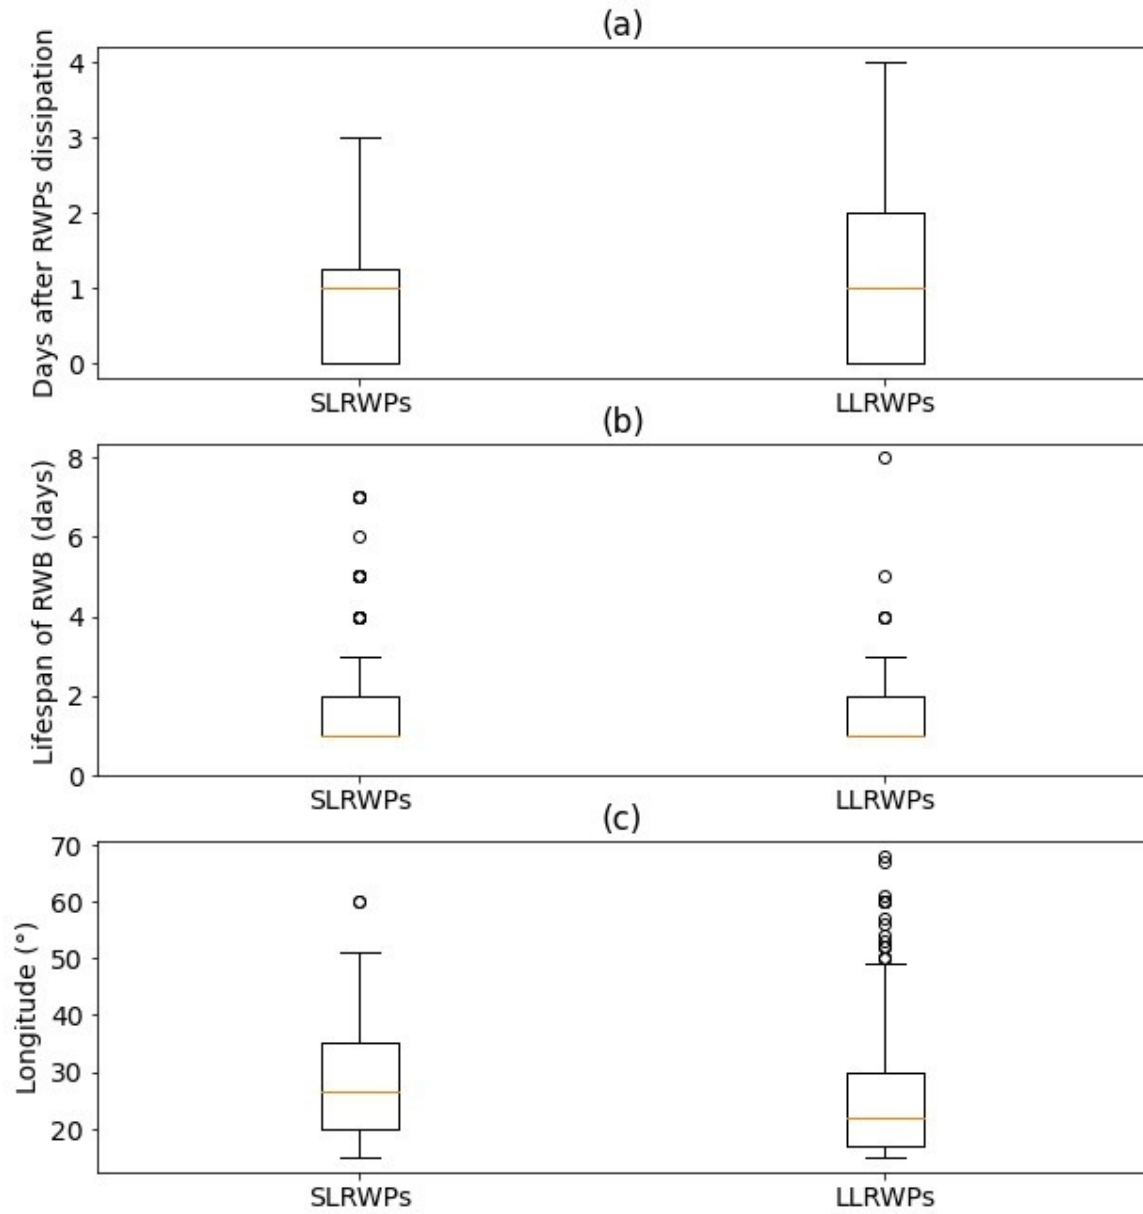 (a)
Days after RWPs dissipation
4
3
2
1
0
SLRWPs LLRWPs
(b)
Lifespan of RWB (days)
8
6
4
2
0
SLRWPs LLRWPs
(c)
Longitude (°)
70
60
50
40
30
20
SLRWPs LLRWPs